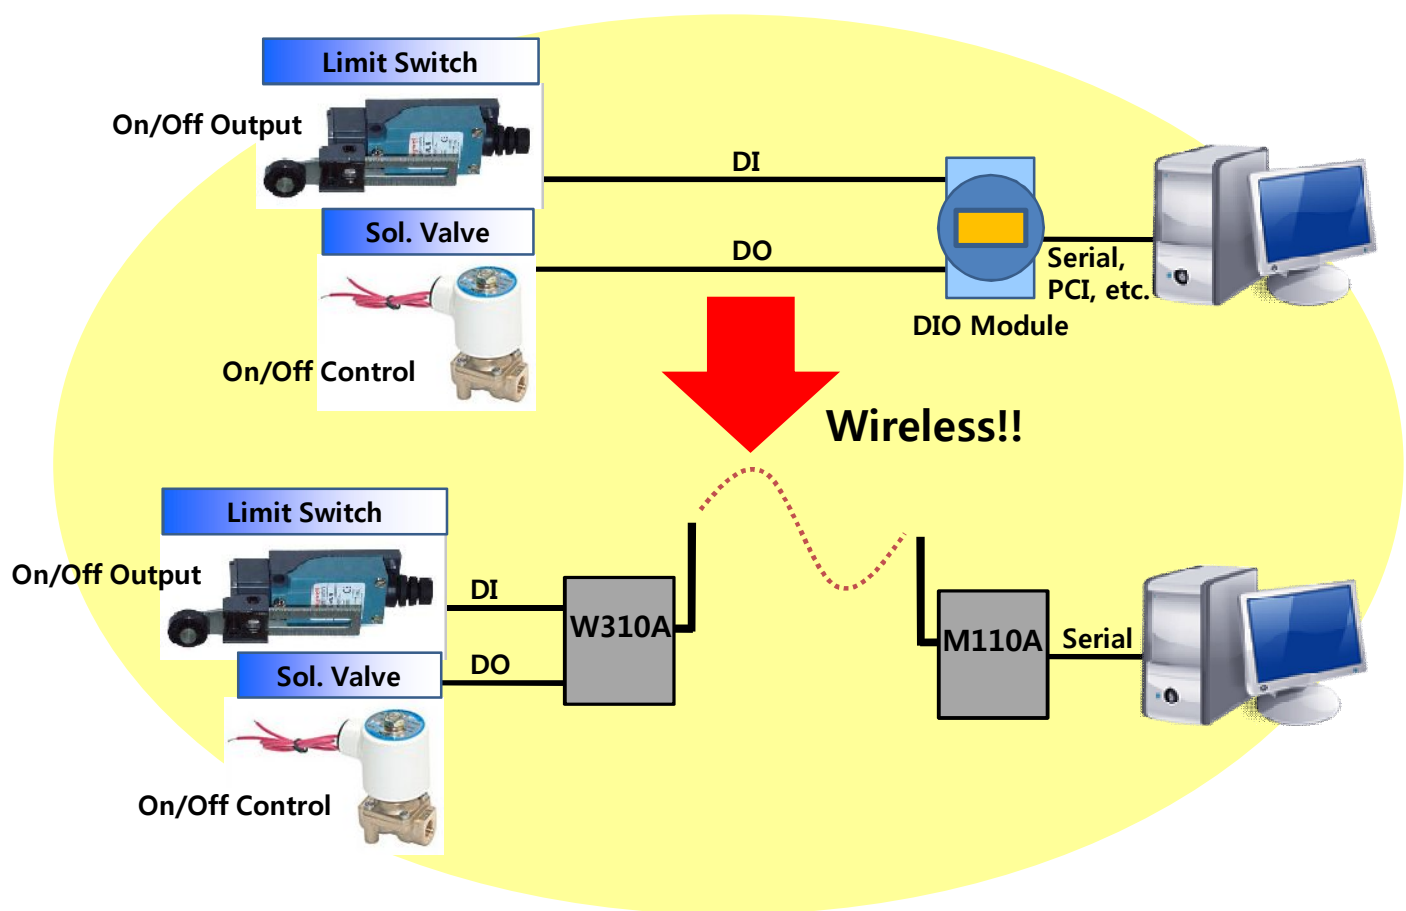 Limit Switch
On/Off Output
DI
Sol. Valve
DO
Serial,
PCI, etc.
DIO Module
On/Off Control
Wireless!!
Limit Switch
On/Off Output
DI
W310A
M110A
Serial
DO
Sol. Valve
On/Off Control